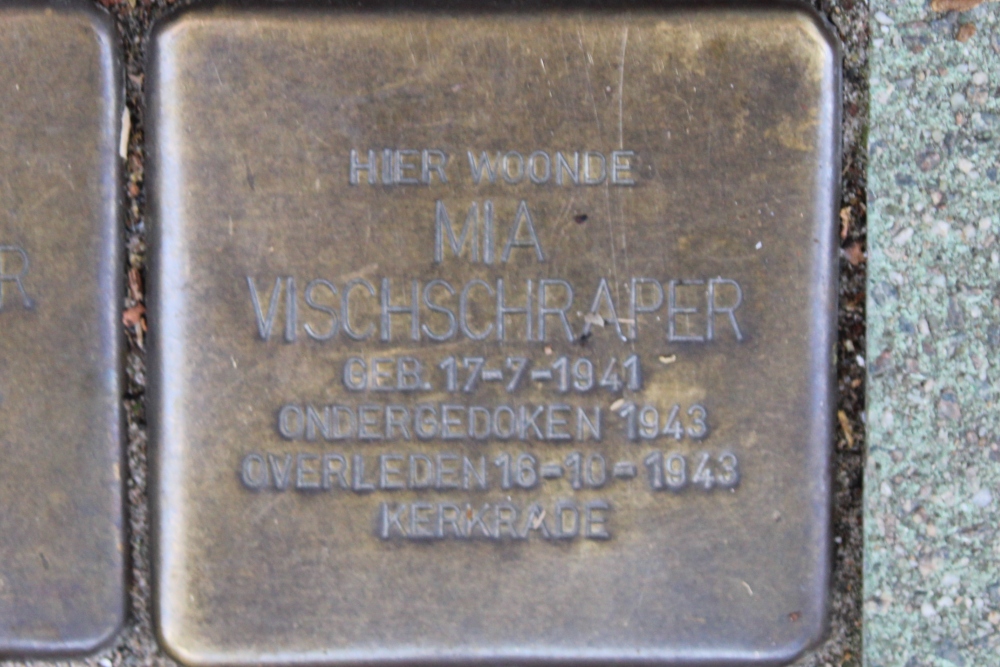 HIER WOONDE
MIA
VISCHSCHRAPER
GEB. 17-7-1941
ONDERGEDOKEN 1943
OVERLEDEN 16-10-1943
KERKRADE
R